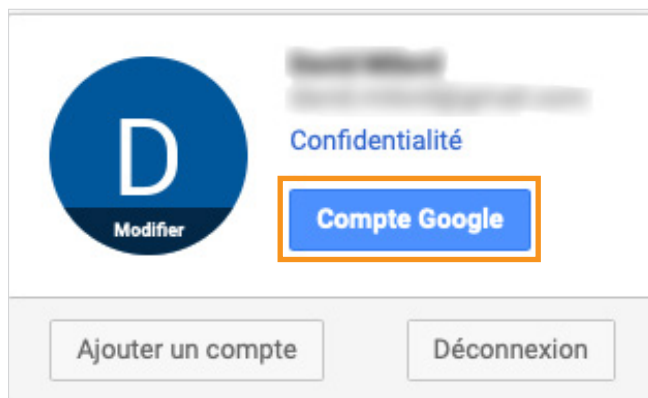 D
Modifier
Confidentialité
Compte Google
Ajouter un compte
Déconnexion